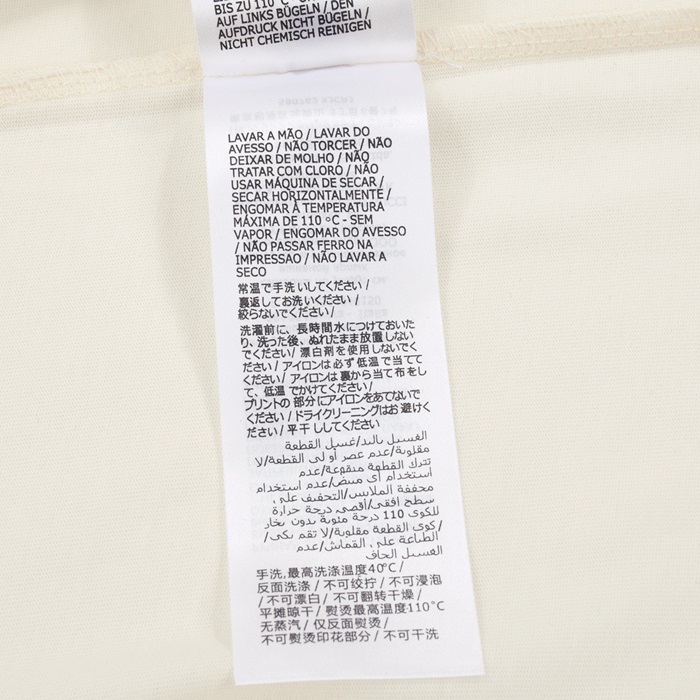 BIS ZU 110 °C
AUF LINKS BÜGELN / DEN
AUFDRUCK NICHT BÜGELN /
NICHT CHEMISCH REINIGEN
LAVAR A MÃO / LAVAR DO
AVESSO / NÃO TORCER / NÃO
DEIXAR DE MOLHO / NÃO
TRATAR COM CLORO / NÃO
USAR MÁQUINA DE SECAR /
SECAR HORIZONTALMENTE /
ENGOMAR À TEMPERATURA
MÁXIMA DE 110 °C - SEM
VAPOR / ENGOMAR DO AVESSO
/ NÃO PASSAR FERRO NA
IMPRESSAO / NÃO LAVAR A
SECO
常温で手洗いしてください /
裏返してお洗いください /
絞らないでください /
洗濯前に、長時間水につけておいた
り、洗った後、ぬれたまま放置しない
でください / 漂白剤を使用しないでく
ださい / アイロンは必ず低温で当てて
ください / アイロンは裏から当て布をし
て、低温でかけてください /
プリントの部分にアイロンをあてないで
ください / ドライクリーニングはお避けく
ださい / 平干ししてください
الغسيل باليد/غسيل القطعة
مقلوبة/عدم عصر أو لي القطعة/لا
تترك القطعة منقوعة/عدم
استخدام أي مبيض/عدم استخدام
مجففة الملابس/التجفيف على
سطح أفقي/أقصى درجة حرارة
للكوي 110 درجة مئوية بدون بخار
/كوي القطعة مقلوبة/لا تقم بكي
الطباعة على القماش/عدم
الغسيل الجاف
手洗,最高洗涤温度40°C/
反面洗涤 / 不可绞拧 / 不可浸泡
/ 不可漂白 / 不可翻转干燥 /
平摊晾干 / 熨烫最高温度110°C
无蒸汽 / 仅反面熨烫 /
不可熨烫印花部分 / 不可干洗